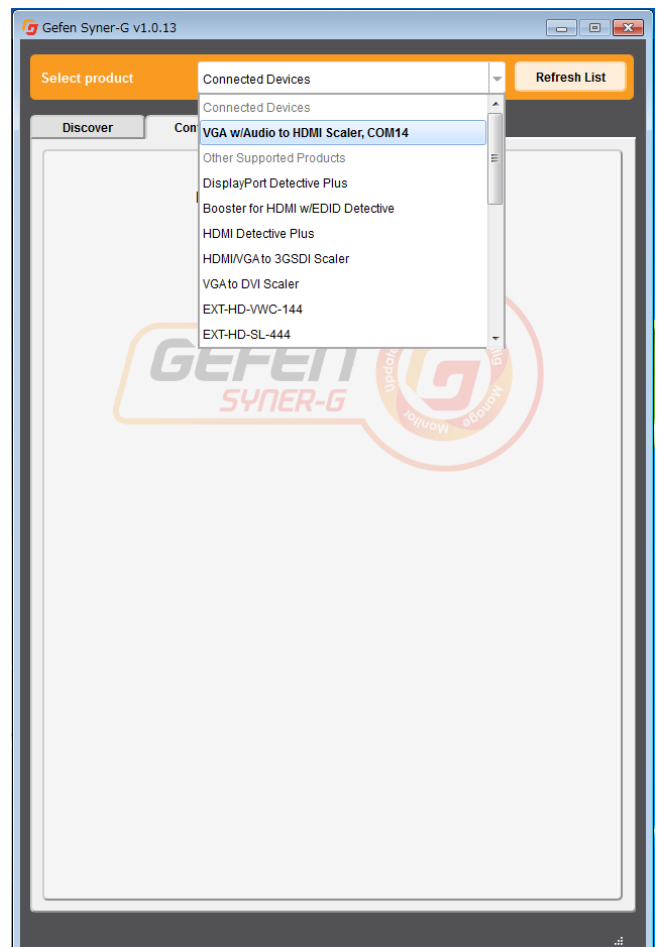 Gefen Syner-G v1.0.13
Select product
Connected Devices
Refresh List
Connected Devices
Discover
VGA w/Audio to HDMI Scaler, COM14
Other Supported Products
DisplayPort Detective Plus
Booster for HDMI w/EDID Detective
HDMI Detective Plus
HDMI/VGA to 3GSDI Scaler
VGA to DVI Scaler
EXT-HD-VWC-144
EXT-HD-SL-444
GEFEN
SYNER-G
Manage
Monitor